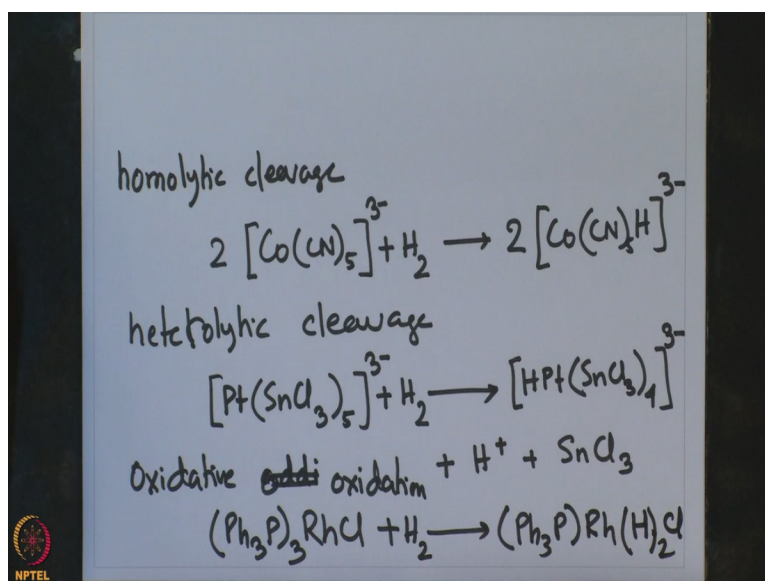 homolytic cleavage
2 [Co(CN)5]3- + H2 → 2 [Co(CN)5H]3-
heterolytic cleavage
[Pt(SnCl3)5]3- + H2 → [HPt(SnCl3)4]3-
+ H+ + SnCl3
Oxidative oxidation
(Ph3P)3RhCl + H2 → (Ph3P)Rh(H)2Cl
NPTEL